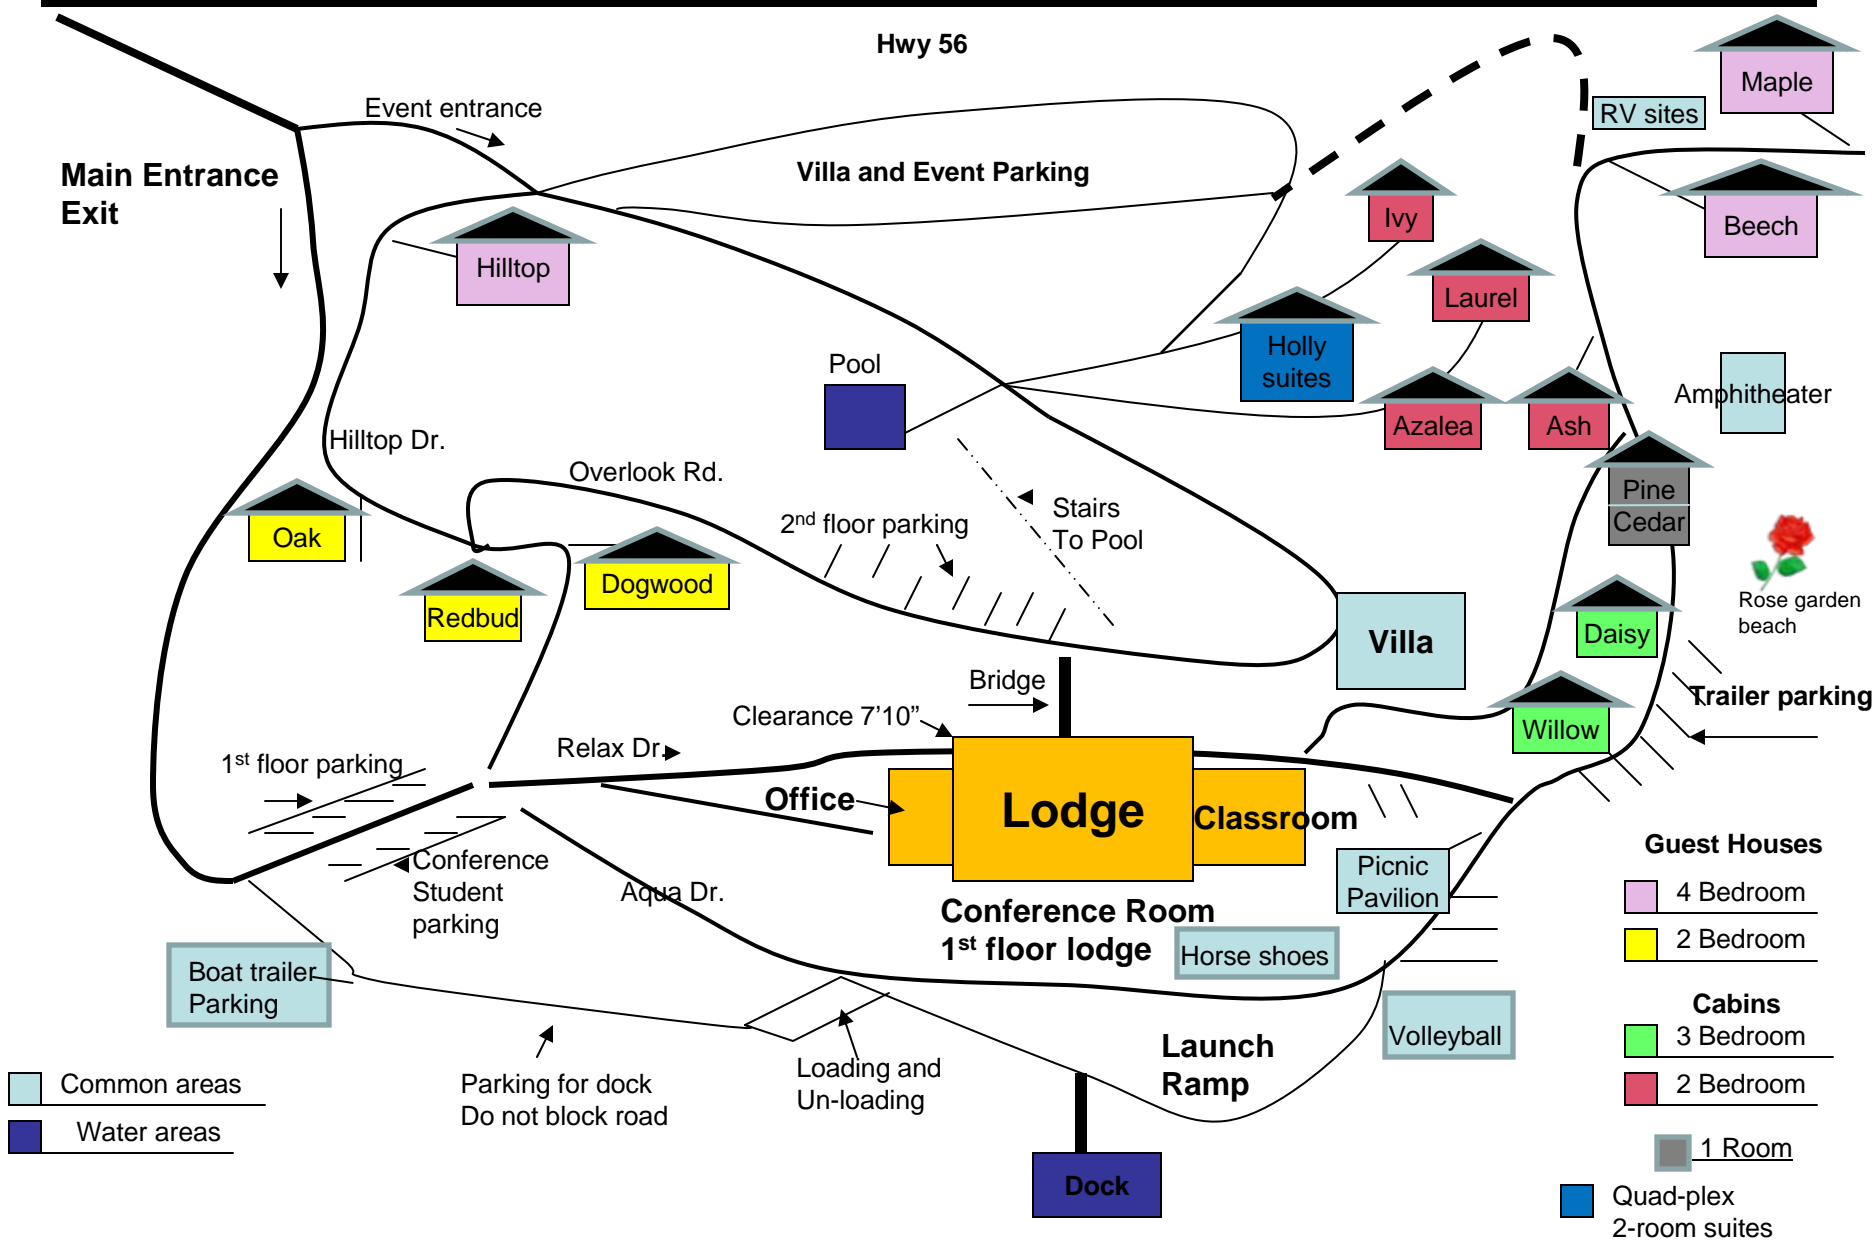 Hwy 56
Event entrance
Main Entrance
Exit
Villa and Event Parking
RV sites
Maple
Ivy
Beech
Hilltop
Laurel
Holly
suites
Pool
Azalea
Ash
Amphitheater
Hilltop Dr.
Overlook Rd.
Pine
Cedar
2nd floor parking
Stairs
To Pool
Oak
Dogwood
Redbud
Rose garden
beach
Daisy
Villa
Bridge
Trailer parking
Clearance 7’10”
Willow
Relax Dr.
1st floor parking
Office
Lodge
Classroom
Conference
Student
parking
Aqua Dr.
Picnic
Pavilion
Conference Room
1st floor lodge
Horse shoes
Boat trailer
Parking
Volleyball
Launch
Ramp
Loading and
Un-loading
Parking for dock
Do not block road
Dock
Common areas
Water areas
Guest Houses
4 Bedroom
2 Bedroom
Cabins
3 Bedroom
2 Bedroom
1 Room
Quad-plex
2-room suites